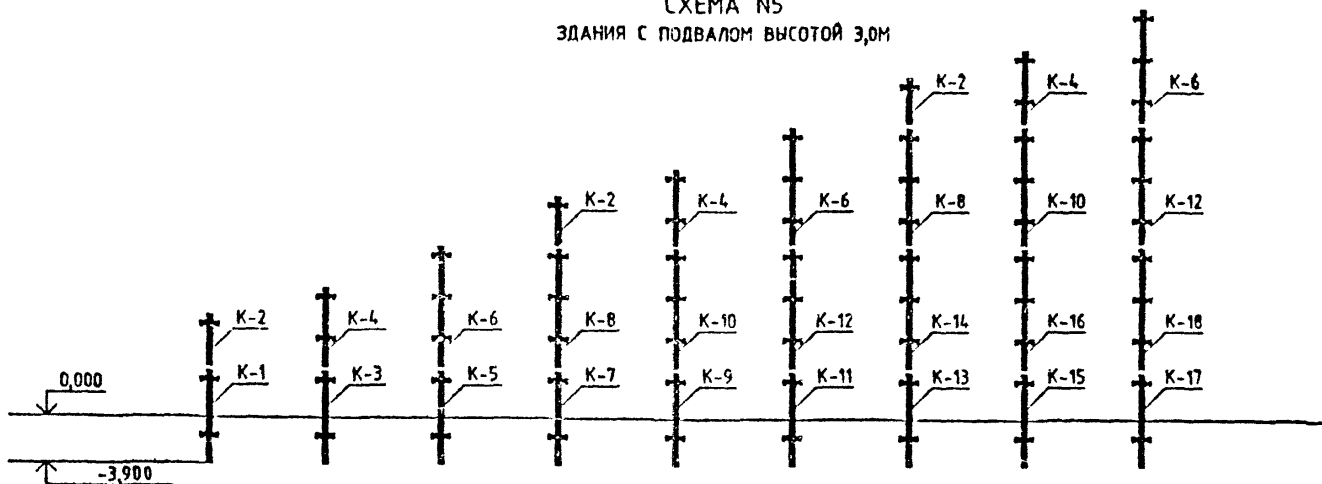 СХЕМА N5
ЗДАНИЯ С ПОДВАЛОМ ВЫСОТОЙ 3,0М
К-2
К-4
К-6
К-2
К-4
К-6
К-8
К-10
К-12
К-2
К-4
К-6
К-8
К-10
К-12
К-14
К-16
К-18
0,000
К-1
К-3
К-5
К-7
К-9
К-11
К-13
К-15
К-17
-3,900